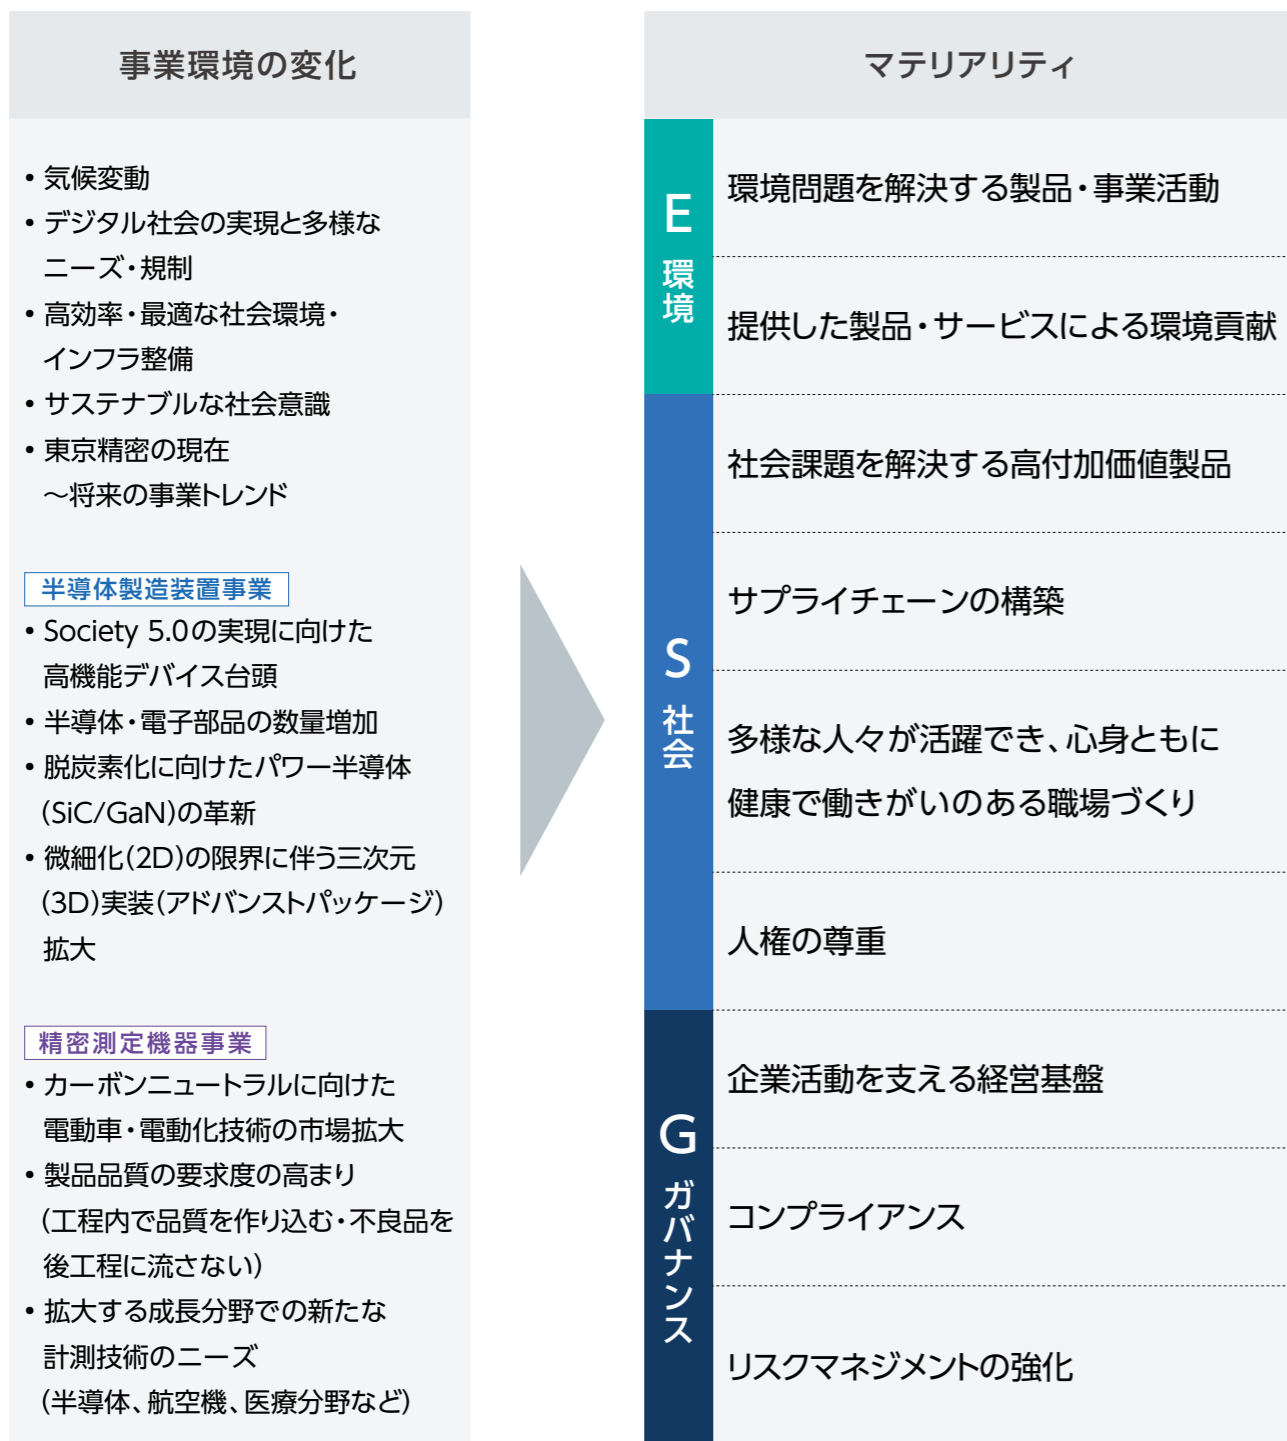 事業環境の変化
• 気候変動
• デジタル社会の実現と多様な
ニーズ・規制
• 高効率・最適な社会環境・
インフラ整備
• サステナブルな社会意識
• 東京精密の現在
～将来の事業トレンド
半導体製造装置事業
• Society 5.0の実現に向けた
高機能デバイス台頭
• 半導体・電子部品の数量増加
• 脱炭素化に向けたパワー半導体
(SiC/GaN)の革新
• 微細化(2D)の限界に伴う三次元
(3D)実装(アドバンストパッケージ)
拡大
精密測定機器事業
• カーボンニュートラルに向けた
電動車・電動化技術の市場拡大
• 製品品質の要求度の高まり
(工程内で品質を作り込む・不良品を
後工程に流さない)
• 拡大する成長分野での新たな
計測技術のニーズ
(半導体、航空機、医療分野など)
マテリアリティ
E 環境
環境問題を解決する製品・事業活動
提供した製品・サービスによる環境貢献
S 社会
社会課題を解決する高付加価値製品
サプライチェーンの構築
多様な人々が活躍でき、心身ともに
健康で働きがいのある職場づくり
人権の尊重
G ガバナンス
企業活動を支える経営基盤
コンプライアンス
リスクマネジメントの強化